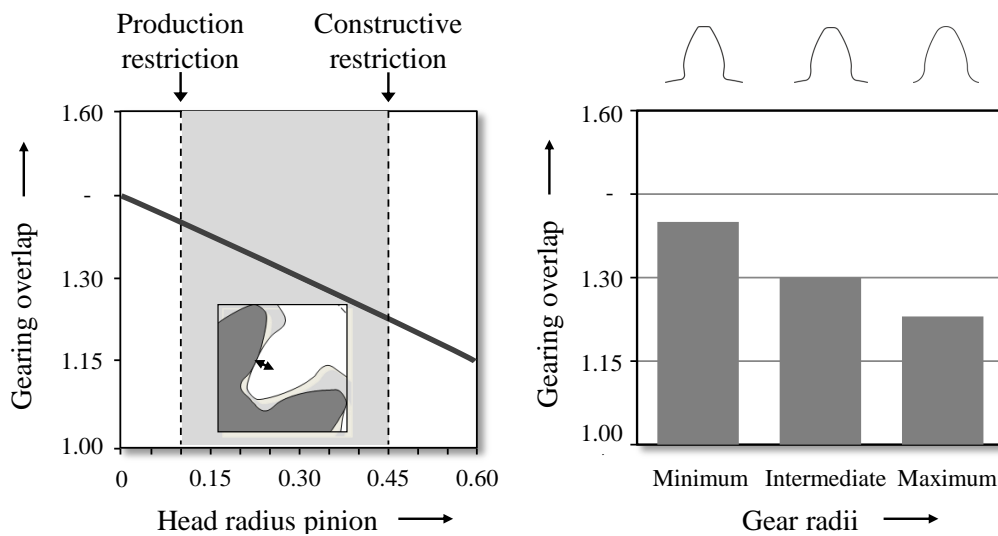 Production
restriction
Constructive
restriction
1.60
-
1.30
1.15
1.00
Gearing overlap
0 0.15 0.30 0.45 0.60
Head radius pinion
1.60
-
1.30
1.15
1.00
Gearing overlap
Minimum Intermediate Maximum
Gear radii